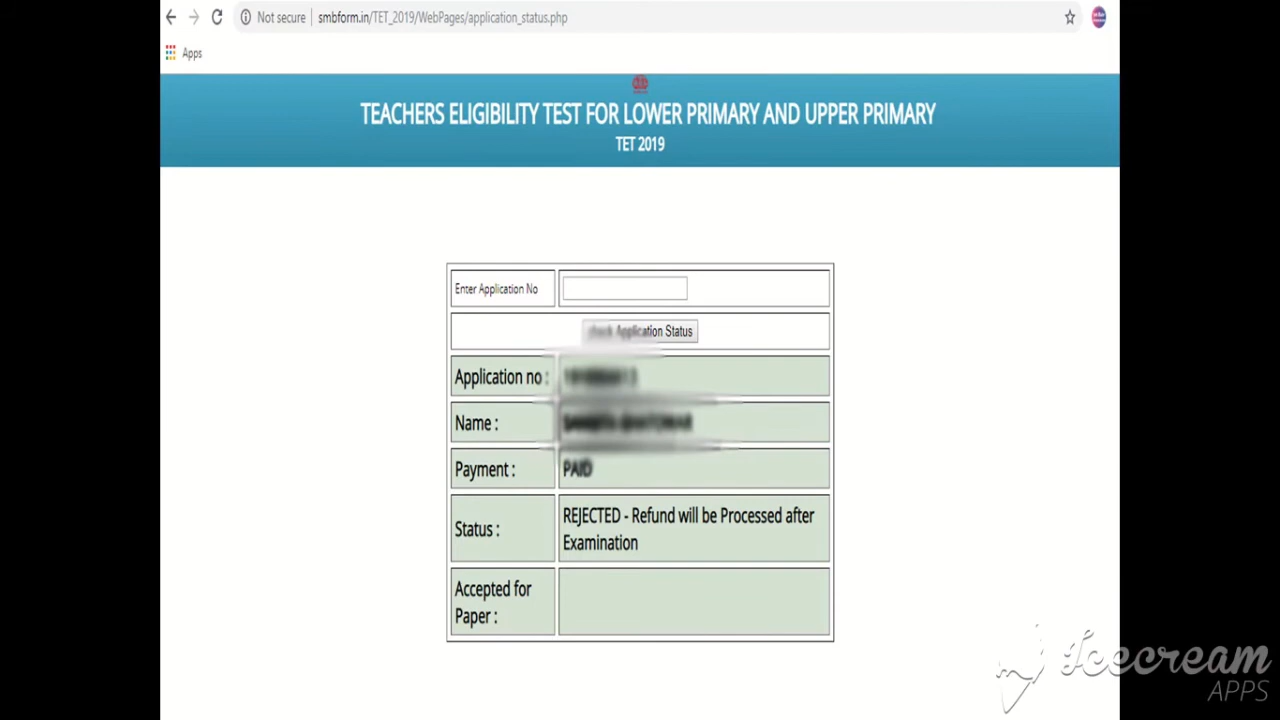 Not secure | smbform.in/TET_2019/WebPages/application_status.php
Apps
TEACHERS ELIGIBILITY TEST FOR LOWER PRIMARY AND UPPER PRIMARY
TET 2019
Enter Application No
check Application Status
Application no :
Name :
Payment : PAID
Status : REJECTED - Refund will be Processed after
Examination
Accepted for
Paper :
Icecream
APPS